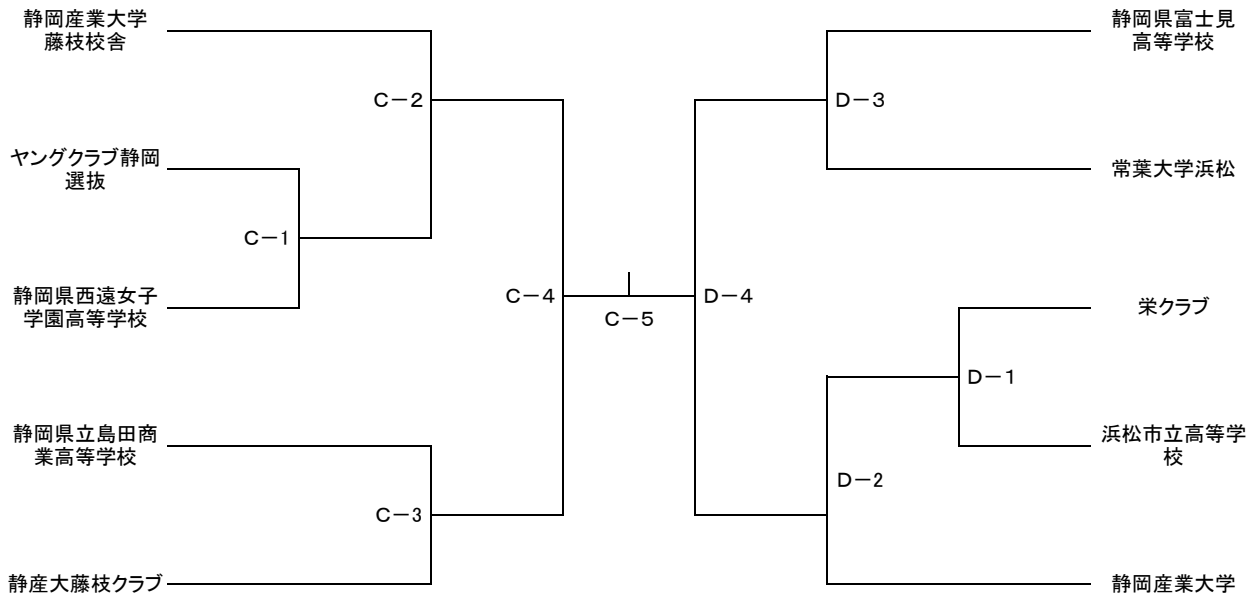 静岡産業大学
藤枝校舎
C－2
ヤングクラブ静岡
選抜
C－1
静岡県西遠女子
学園高等学校
C－4
静岡県立島田商
業高等学校
C－3
静産大藤枝クラブ
C－5
静岡県富士見
高等学校
D－3
常葉大学浜松
D－4
栄クラブ
D－1
浜松市立高等学
校
D－2
静岡産業大学